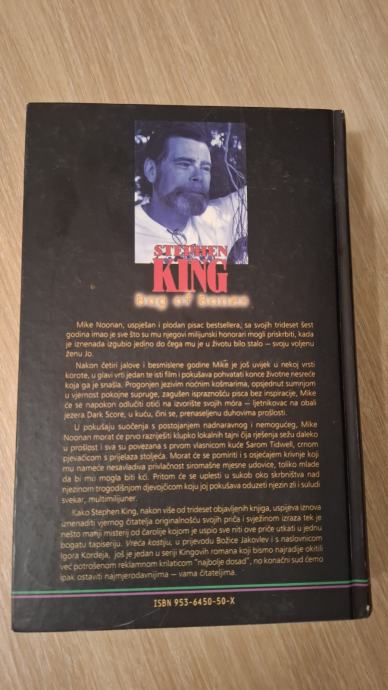 STEPHEN
KING
Bag of Bones
Mike Noonan, uspješan i plodan pisac bestsellera, sa svojih trideset šest
godina imao je sve što su mu njegovi milijunski honorari mogli priskrbiti, kada
je iznenada izgubio jedino do čega mu je u životu bilo stalo — svoju voljenu
ženu Jo.
Nakon četiri jalove i besmislene godine Mike je još uvijek u nekoj vrsti
korote, u glavi vrti jedan te isti film i pokušava pohvatati konce životne nesreće
koja ga je snašla. Progonjen jezivim noćnim košmarima, opsjednut sumnjom
u vjernost pokojne supruge, zagušen ispraznošću pisca bez inspiracije, Mike
će se napokon odlučiti otići na izvorište svojih mora — ljetnikovac na obali
jezera Dark Score, u kuću, čini se, prenaseljenu duhovima prošlosti.
U pokušaju suočenja s postojanjem nadnaravnog i nemogućeg, Mike
Noonan morat će prvo razriješiti klupko lokalnih tajni čija rješenja sežu daleko
u prošlost i sva su povezana s prvom vlasnicom kuće Sarom Tidwell, crnom
pjevačicom s prijelaza stoljeća. Morat će se pomiriti i s osjećajem krivnje koji
mu nameće nesavladiva privlačnost siromašne mjesne udovice, toliko mlade
da bi mu mogla biti kći. Pritom će se uplesti u sukob oko skrbništva nad
njezinom trogodišnjom djevojčicom koju joj pokušava oduzeti njezin zli i suludi
svekar, multimilijuner.
Kako Stephen King, nakon više od trideset objavljenih knjiga, uspijeva iznova
iznenaditi vjernog čitatelja originalnošću svojih priča i svježinom izraza tek je
nešto manji misterij od čarolije kojom je uspio sve niti ove priče utkati u jednu
bogatu tapiseriju. Vreća kostiju, u prijevodu Božice Jakovlev i s naslovnicom
Igora Kordeja, još je jedan u seriji Kingovih romana koji bismo najradije okitili
već potrošenom reklamnom krilaticom "najbolje dosad", no konačni sud ćemo
ipak ostaviti najmjerodavnijima — vama čitateljima.
ISBN 953-6450-50-X